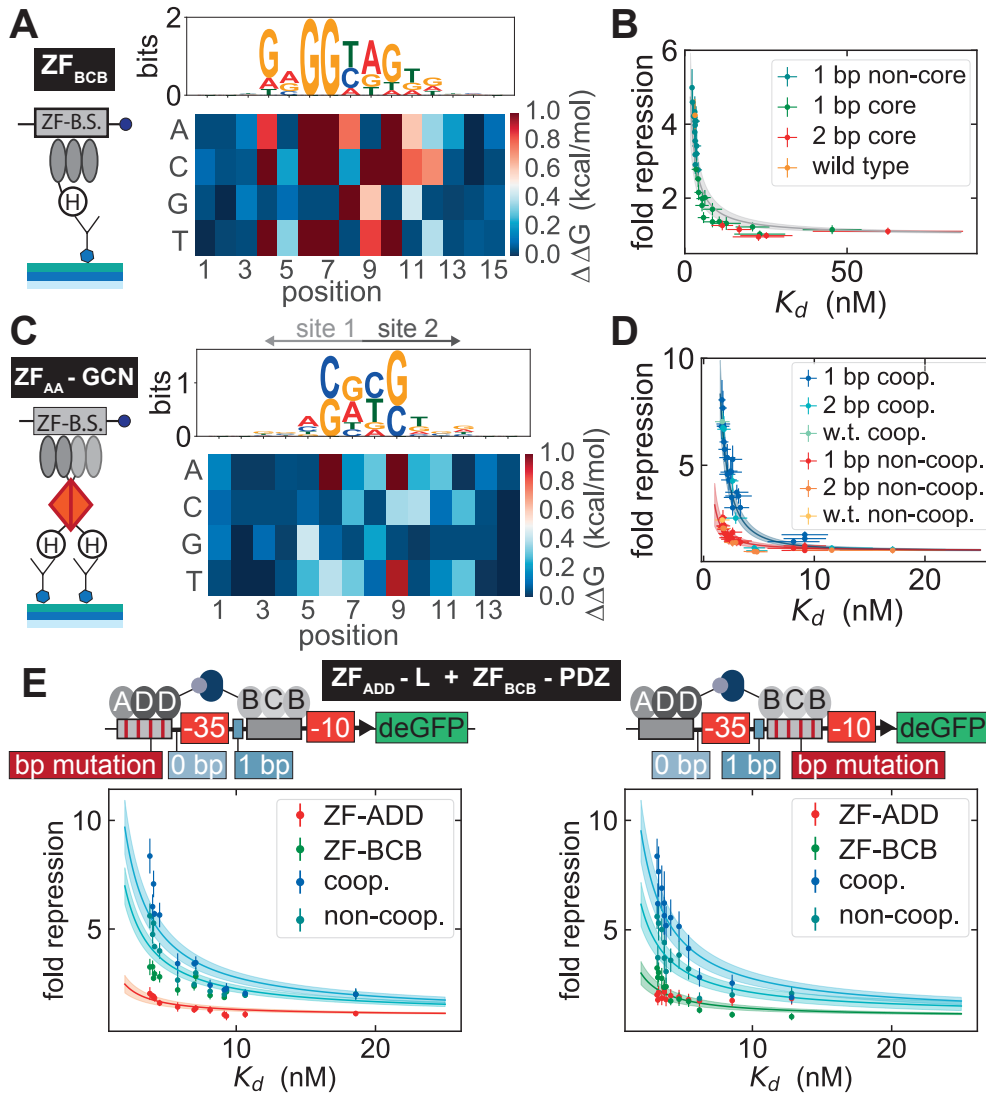 A
ZF BCB
ZF-B.S.
H
bits
2
1
0
G A T G A G G G T C A A G T G T A T G A G
A
C
G
T
1 3 5 7 9 11 13 15
position
1.0
0.8
0.6
0.4
0.2
0.0
ΔΔG (kcal/mol)
B
fold repression
6
4
2
0 50
K_d (nM)
1 bp non-core
1 bp core
2 bp core
wild type
C
ZF AA - GCN
ZF-B.S.
H H
site 1 site 2
bits
1
0
A C G G A C T G C
A
C
G
T
1 3 5 7 9 11 13
position
1.0
0.8
0.6
0.4
0.2
0.0
ΔΔG (kcal/mol)
D
fold repression
10
5
0 10 20
K_d (nM)
1 bp coop.
2 bp coop.
w.t. coop.
1 bp non-coop.
2 bp non-coop.
w.t. non-coop.
E
ZF ADD - L + ZF BCB - PDZ
A D D B C B
-35 -10 deGFP
bp mutation 0 bp 1 bp
A D D B C B
-35 -10 deGFP
0 bp 1 bp bp mutation
fold repression
10
5
10 20
K_d (nM)
ZF-ADD
ZF-BCB
coop.
non-coop.
fold repression
10
5
10 20
K_d (nM)
ZF-ADD
ZF-BCB
coop.
non-coop.